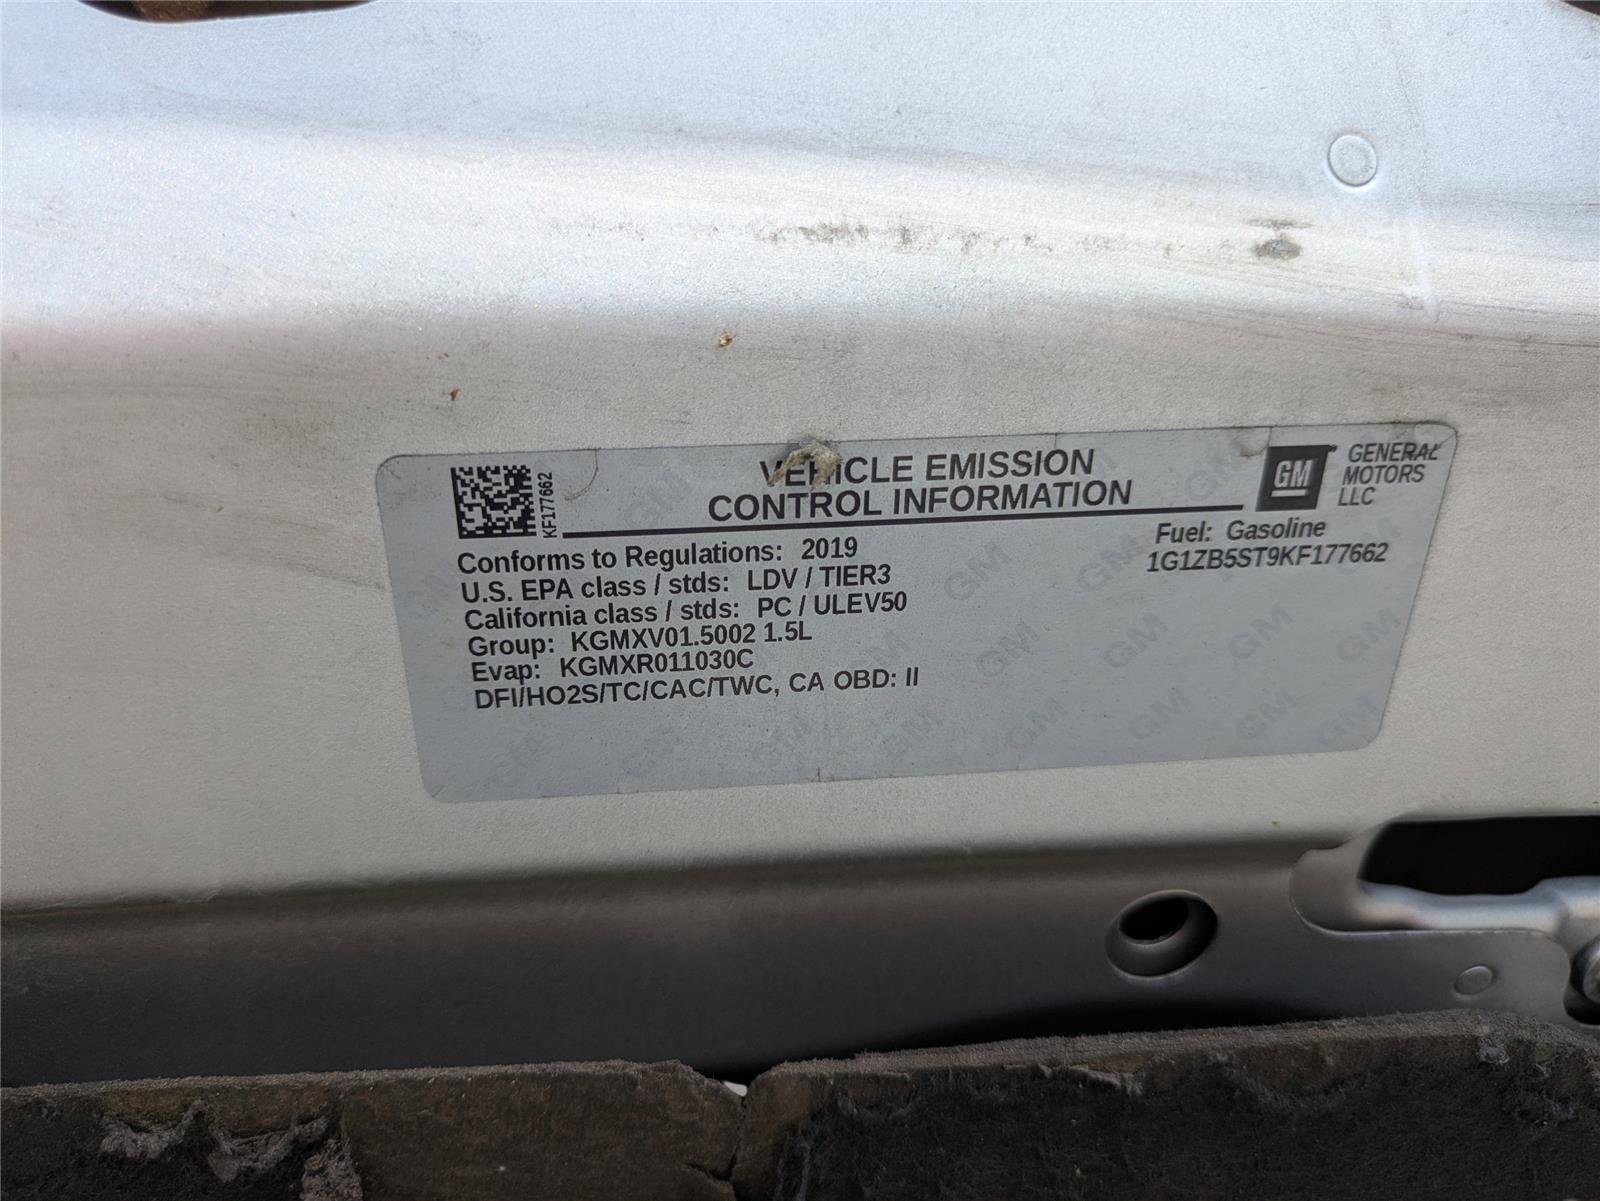 KF177662
VEHICLE EMISSION
CONTROL INFORMATION
GM
GENERAL
MOTORS
LLC
Fuel: Gasoline
1G1ZB5ST9KF177662
Conforms to Regulations: 2019
U.S. EPA class / stds: LDV / TIER3
California class / stds: PC / ULEV50
Group: KGMXV01.5002 1.5L
Evap: KGMXR011030C
DFI/HO2S/TC/CAC/TWC, CA OBD: II